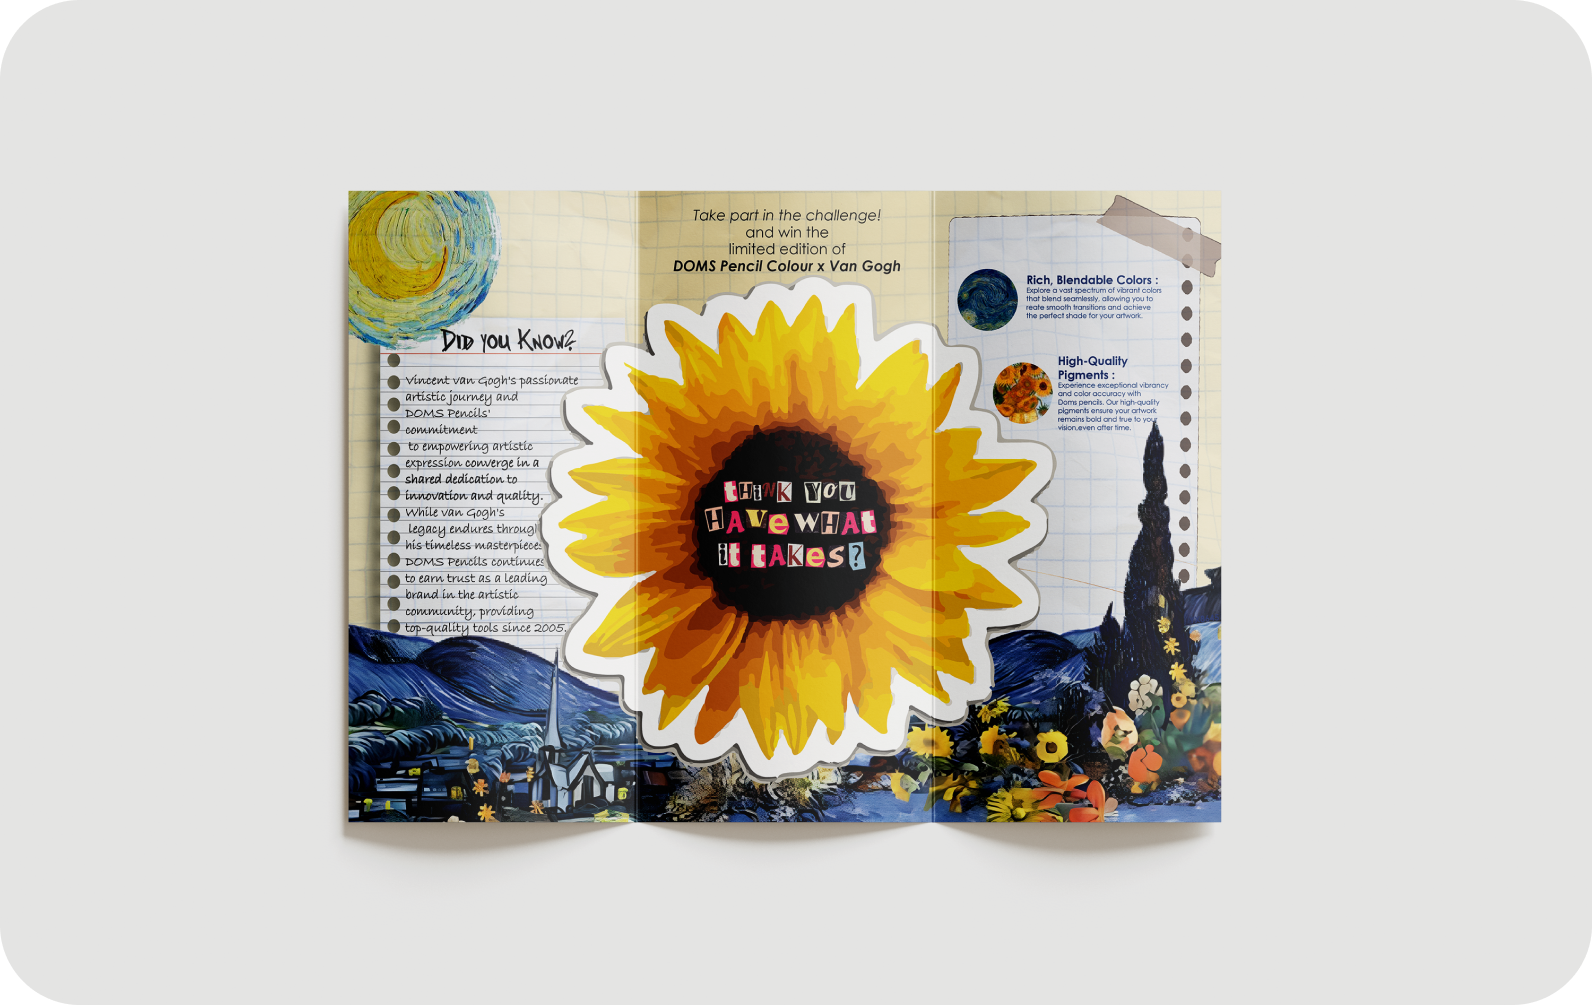 Take part in the challenge!
and win the
limited edition of
DOMS Pencil Colour x Van Gogh
DID you KNOW?
Vincent van Gogh's passionate
artistic journey and
DOMS Pencils'
commitment
to empowering artistic
expression converge in a
shared dedication to
innovation and quality.
While van Gogh's
legacy endures through
his timeless masterpieces
DOMS Pencils continues
to earn trust as a leading
brand in the artistic
community, providing
top-quality tools since 2005.
tHiNK YOU
HAVe wHAt
it tAKes?
Rich, Blendable Colors :
Explore a vast spectrum of vibrant colors
that blend seamlessly, allowing you to
reate smooth transitions and achieve
the perfect shade for your artwork.
High-Quality
Pigments :
Experience exceptional vibrancy
and color accuracy with
Doms pencils. Our high-quality
pigments ensure your artwork
remains bold and true to your
vision,even after time.